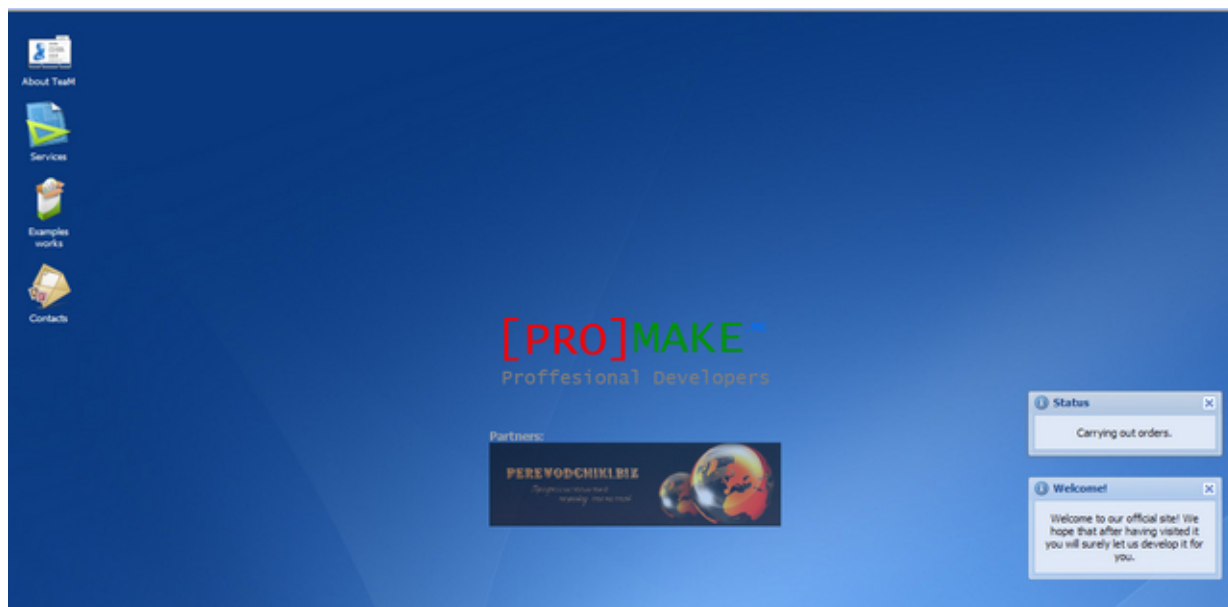 About TeaM
Services
Examples
works
Contacts
[PRO]MAKE
Proffesional Developers
Partners:
PEREVODCHIKI.BIZ
Status
Carrying out orders.
Welcome!
Welcome to our official site! We
hope that after having visited it
you will surely let us develop it for
you.